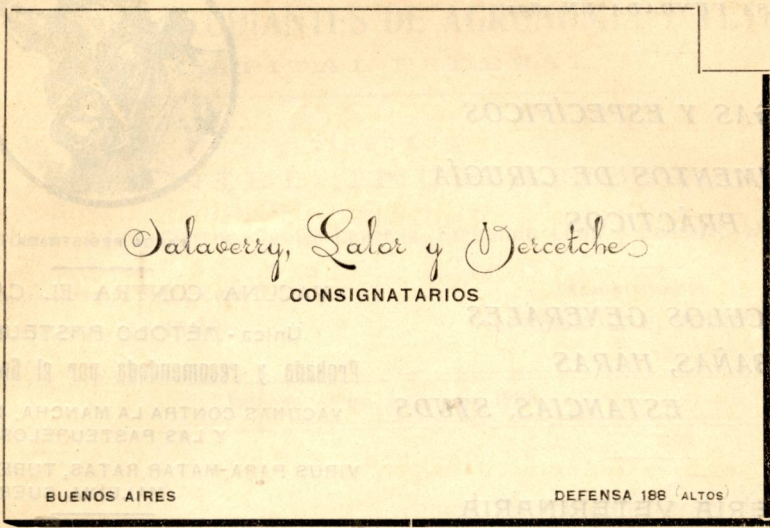 Salaverry, Lalor y Bercetche
CONSIGNATARIOS
BUENOS AIRES
DEFENSA 188 (ALTOS)